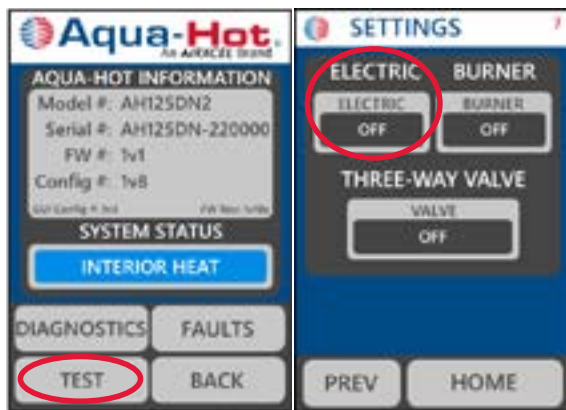 Aqua-Hot.
An AIRXCEL Brand
AQUA-HOT INFORMATION
Model #: AH125DN2
Serial #: AH125DN-220000
FW #: 1v1
Config #: 1v8
SYSTEM STATUS
INTERIOR HEAT
DIAGNOSTICS FAULTS
TEST BACK
SETTINGS 7
ELECTRIC BURNER
ELECTRIC BURNER
OFF OFF
THREE-WAY VALVE
VALVE
OFF
PREV HOME